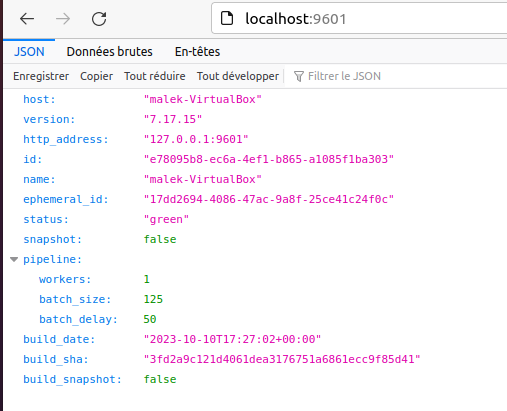 localhost:9601
JSON Données brutes En-têtes
Enregistrer Copier Tout réduire Tout développer Filtrer le JSON
host: "malek-VirtualBox"
version: "7.17.15"
http_address: "127.0.0.1:9601"
id: "e78095b8-ec6a-4ef1-b865-a1085f1ba303"
name: "malek-VirtualBox"
ephemeral_id: "17dd2694-4086-47ac-9a8f-25ce41c24f0c"
status: "green"
snapshot: false
pipeline:
workers: 1
batch_size: 125
batch_delay: 50
build_date: "2023-10-10T17:27:02+00:00"
build_sha: "3fd2a9c121d4061dea3176751a6861ecc9f85d41"
build_snapshot: false